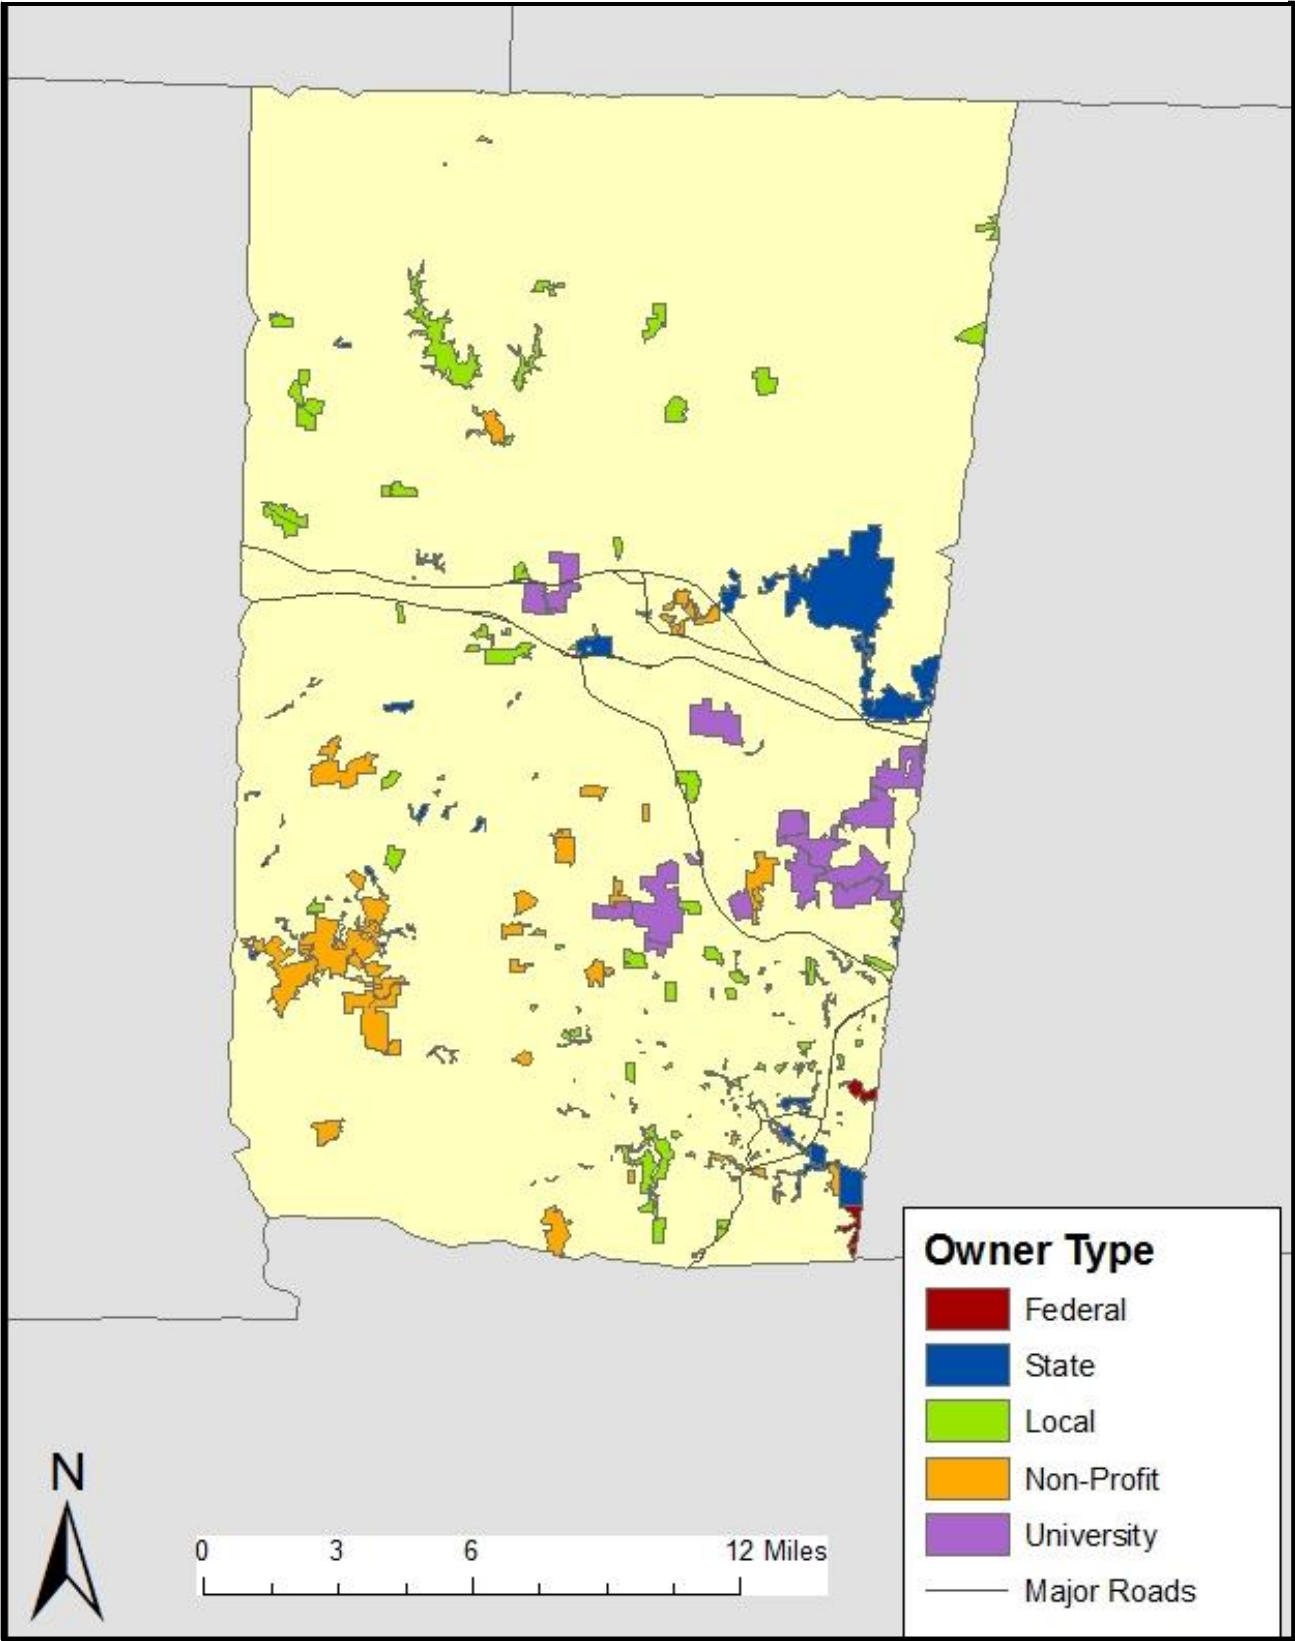 Owner Type
Federal
State
Local
Non-Profit
University
Major Roads
N
0 3 6 12 Miles